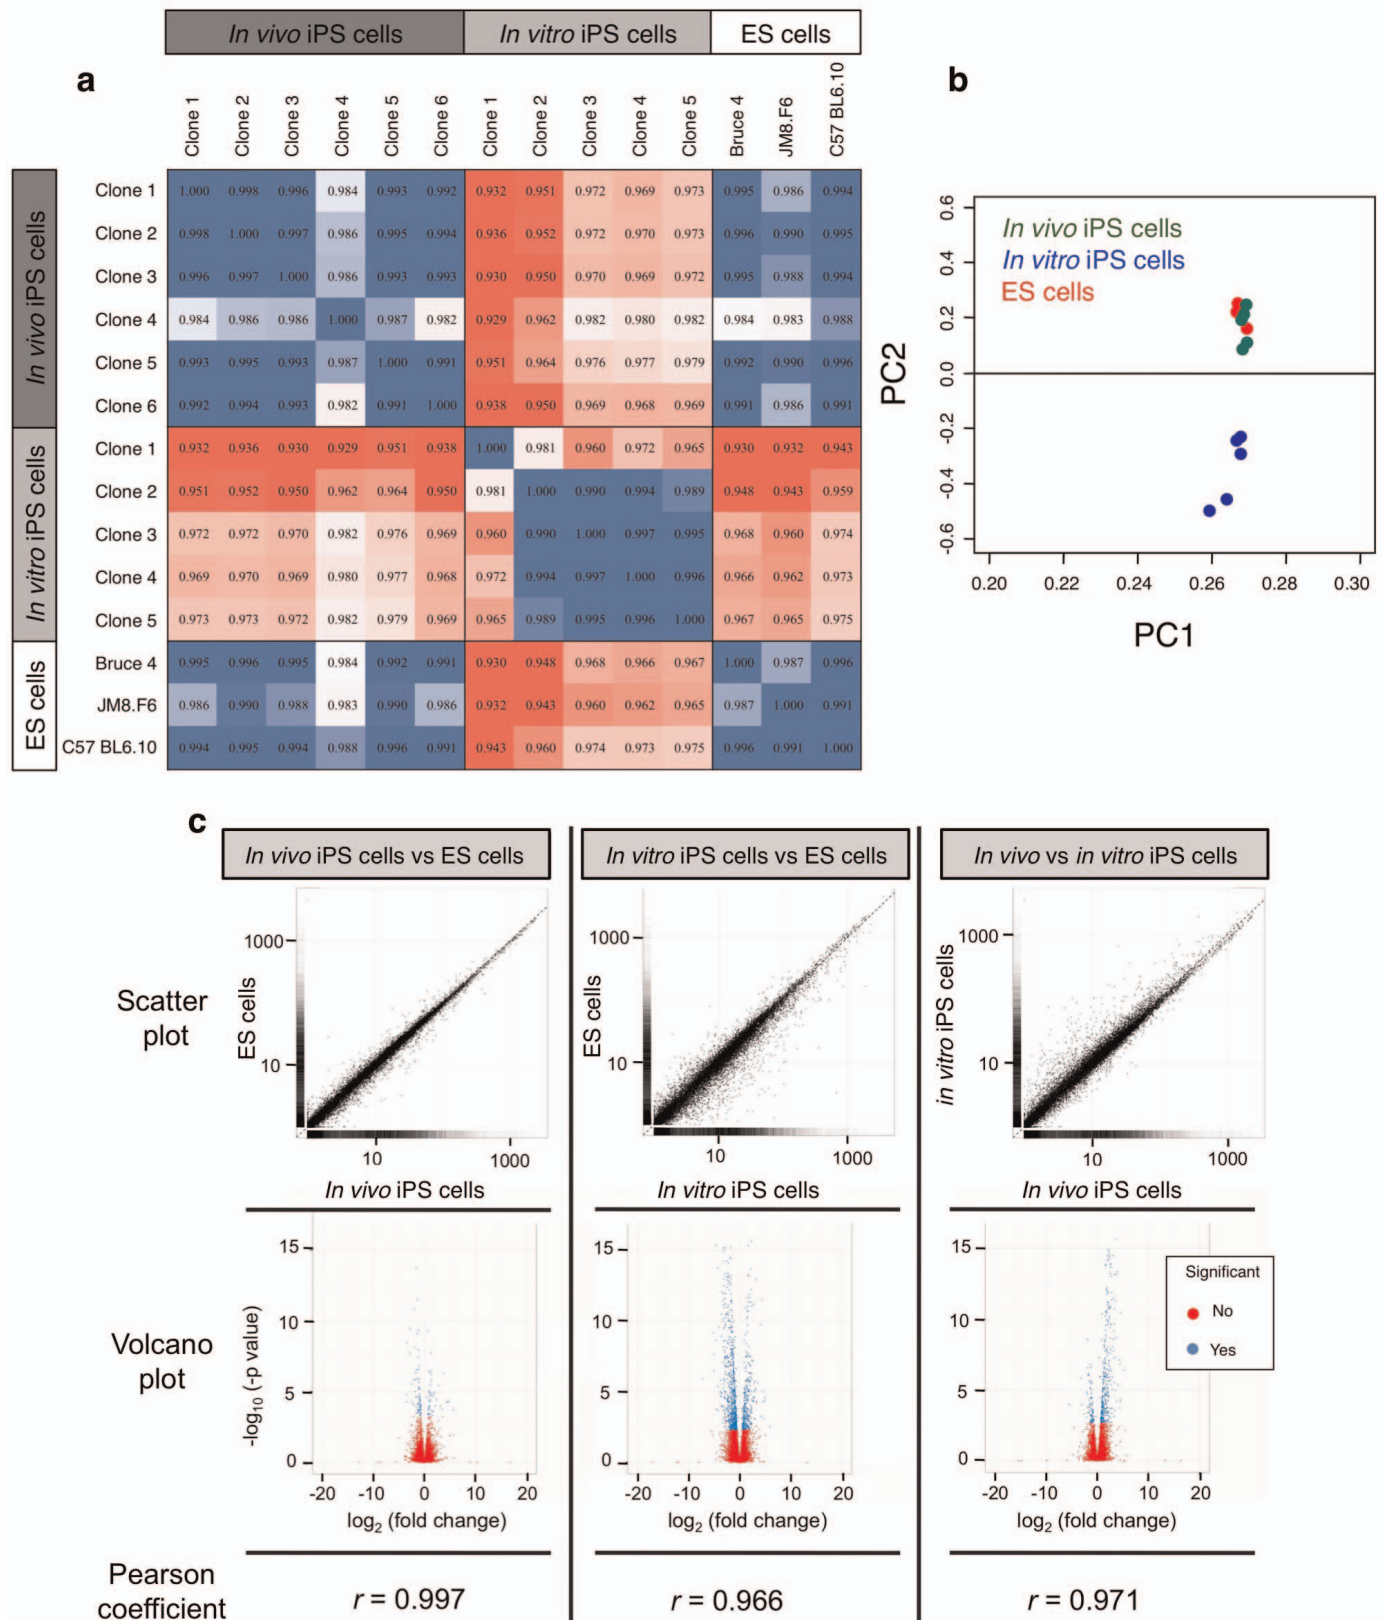 In vivo iPS cells In vitro iPS cells ES cells
a
Clone 1 Clone 2 Clone 3 Clone 4 Clone 5 Clone 6 Clone 1 Clone 2 Clone 3 Clone 4 Clone 5 Bruce 4 JM8.F6 C57 BL6.10
In vivo iPS cells
Clone 1 1.000 0.998 0.996 0.984 0.993 0.992 0.932 0.951 0.972 0.969 0.973 0.995 0.986 0.994
Clone 2 0.998 1.000 0.997 0.986 0.995 0.994 0.936 0.952 0.972 0.970 0.973 0.996 0.990 0.995
Clone 3 0.996 0.997 1.000 0.986 0.993 0.993 0.930 0.950 0.970 0.969 0.972 0.995 0.988 0.994
Clone 4 0.984 0.986 0.986 1.000 0.987 0.982 0.929 0.962 0.982 0.980 0.982 0.984 0.983 0.988
Clone 5 0.993 0.995 0.993 0.987 1.000 0.991 0.951 0.964 0.976 0.977 0.979 0.992 0.990 0.996
Clone 6 0.992 0.994 0.993 0.982 0.991 1.000 0.938 0.950 0.969 0.968 0.969 0.991 0.986 0.991
In vitro iPS cells
Clone 1 0.932 0.936 0.930 0.929 0.951 0.938 1.000 0.981 0.960 0.972 0.965 0.930 0.932 0.943
Clone 2 0.951 0.952 0.950 0.962 0.964 0.950 0.981 1.000 0.990 0.994 0.989 0.948 0.943 0.959
Clone 3 0.972 0.972 0.970 0.982 0.976 0.969 0.960 0.990 1.000 0.997 0.995 0.968 0.960 0.974
Clone 4 0.969 0.970 0.969 0.980 0.977 0.968 0.972 0.994 0.997 1.000 0.996 0.966 0.962 0.973
Clone 5 0.973 0.973 0.972 0.982 0.979 0.969 0.965 0.989 0.995 0.996 1.000 0.967 0.965 0.975
ES cells
Bruce 4 0.995 0.996 0.995 0.984 0.992 0.991 0.930 0.948 0.968 0.966 0.967 1.000 0.987 0.996
JM8.F6 0.986 0.990 0.988 0.983 0.990 0.986 0.932 0.943 0.960 0.962 0.965 0.987 1.000 0.991
C57 BL6.10 0.994 0.995 0.994 0.988 0.996 0.991 0.943 0.960 0.974 0.973 0.975 0.996 0.991 1.000
b
In vivo iPS cells
In vitro iPS cells
ES cells
PC2
0.6
0.4
0.2
0.0
-0.2
-0.4
-0.6
0.20 0.22 0.24 0.26 0.28 0.30
PC1
c
In vivo iPS cells vs ES cells
In vitro iPS cells vs ES cells
In vivo vs in vitro iPS cells
Scatter
plot
ES cells
1000
10
10 1000
In vivo iPS cells
ES cells
1000
10
10 1000
In vitro iPS cells
in vitro iPS cells
1000
10
10 1000
In vivo iPS cells
Volcano
plot
-log10 (-p value)
15
10
5
0
-20 -10 0 10 20
log2 (fold change)
15
10
5
0
-20 -10 0 10 20
log2 (fold change)
15
10
5
0
-20 -10 0 10 20
log2 (fold change)
Significant
No
Yes
Pearson
coefficient
r = 0.997
r = 0.966
r = 0.971